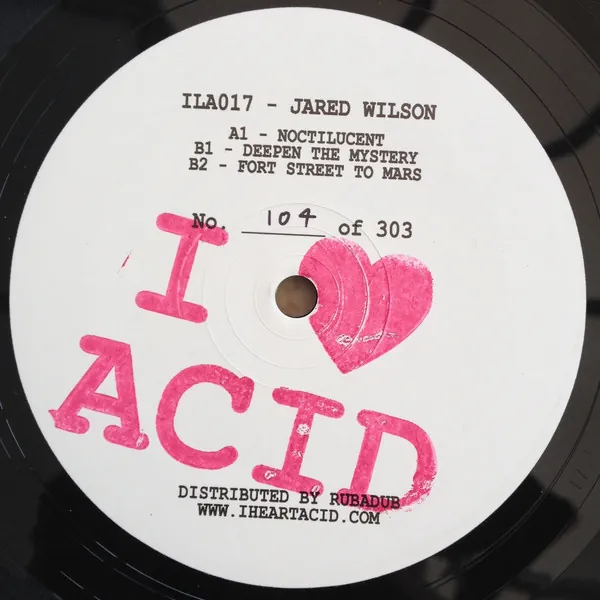 ILA017 - JARED WILSON
A1 - NOCTILUCENT
B1 - DEEPEN THE MYSTERY
B2 - FORT STREET TO MARS
No. 104 of 303
I ♥
ACID
DISTRIBUTED BY RUBADUB
WWW.IHEARTACID.COM